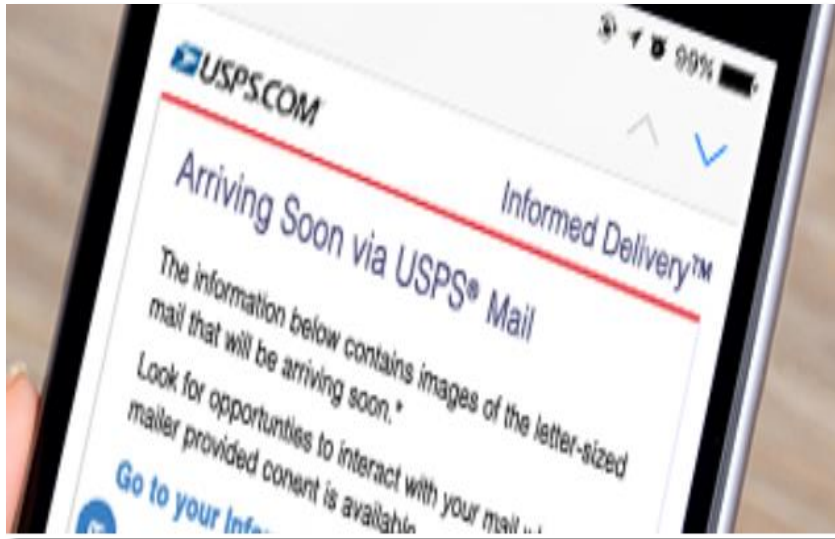 99%
USPS.COM
Informed Delivery™
Arriving Soon via USPS® Mail
The information below contains images of the letter-sized
mail that will be arriving soon.*
Look for opportunties to interact with your mail
mailer provided conent is available
Go to your